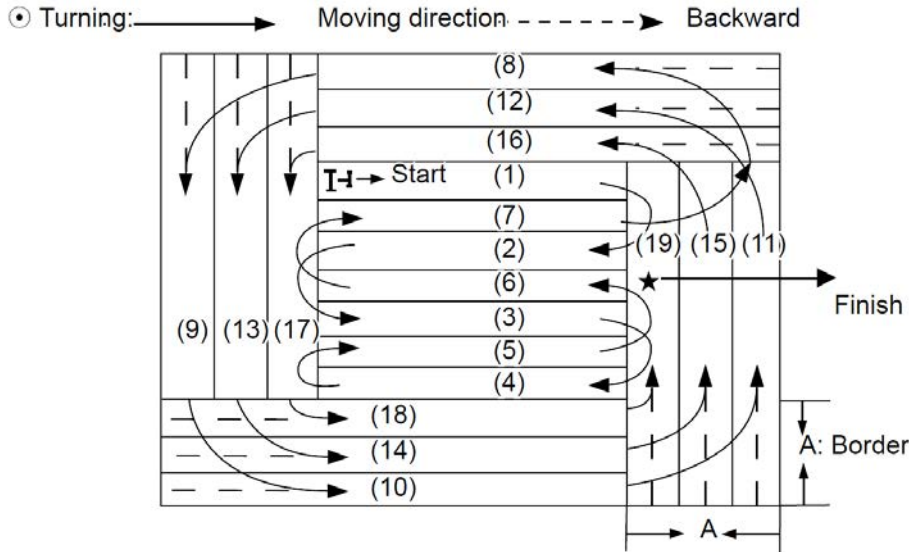 Turning: Moving direction Backward
(8)
(12)
(16)
Start (1)
(7)
(2) (19) (15) (11)
(6)
Finish
(9) (13) (17) (3)
(5)
(4)
(18)
(14) A: Border
(10)
A